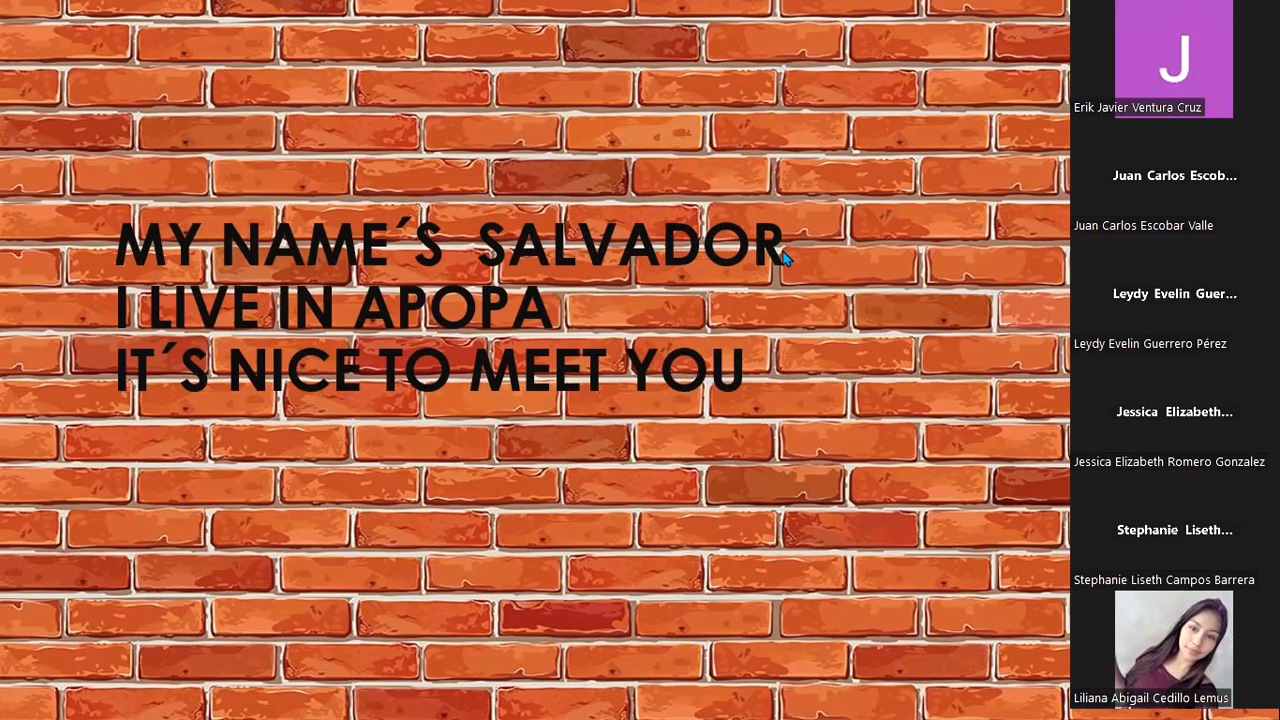 MY NAME´S  SALVADOR
I LIVE IN APOPA
IT´S NICE TO MEET YOU
J
Erik Javier Ventura Cruz
Juan Carlos Escob...
Juan Carlos Escobar Valle
Leydy Evelin Guer...
Leydy Evelin Guerrero Pérez
Jessica Elizabeth...
Jessica Elizabeth Romero Gonzalez
Stephanie Liseth...
Stephanie Liseth Campos Barrera
Liliana Abigail Cedillo Lemus